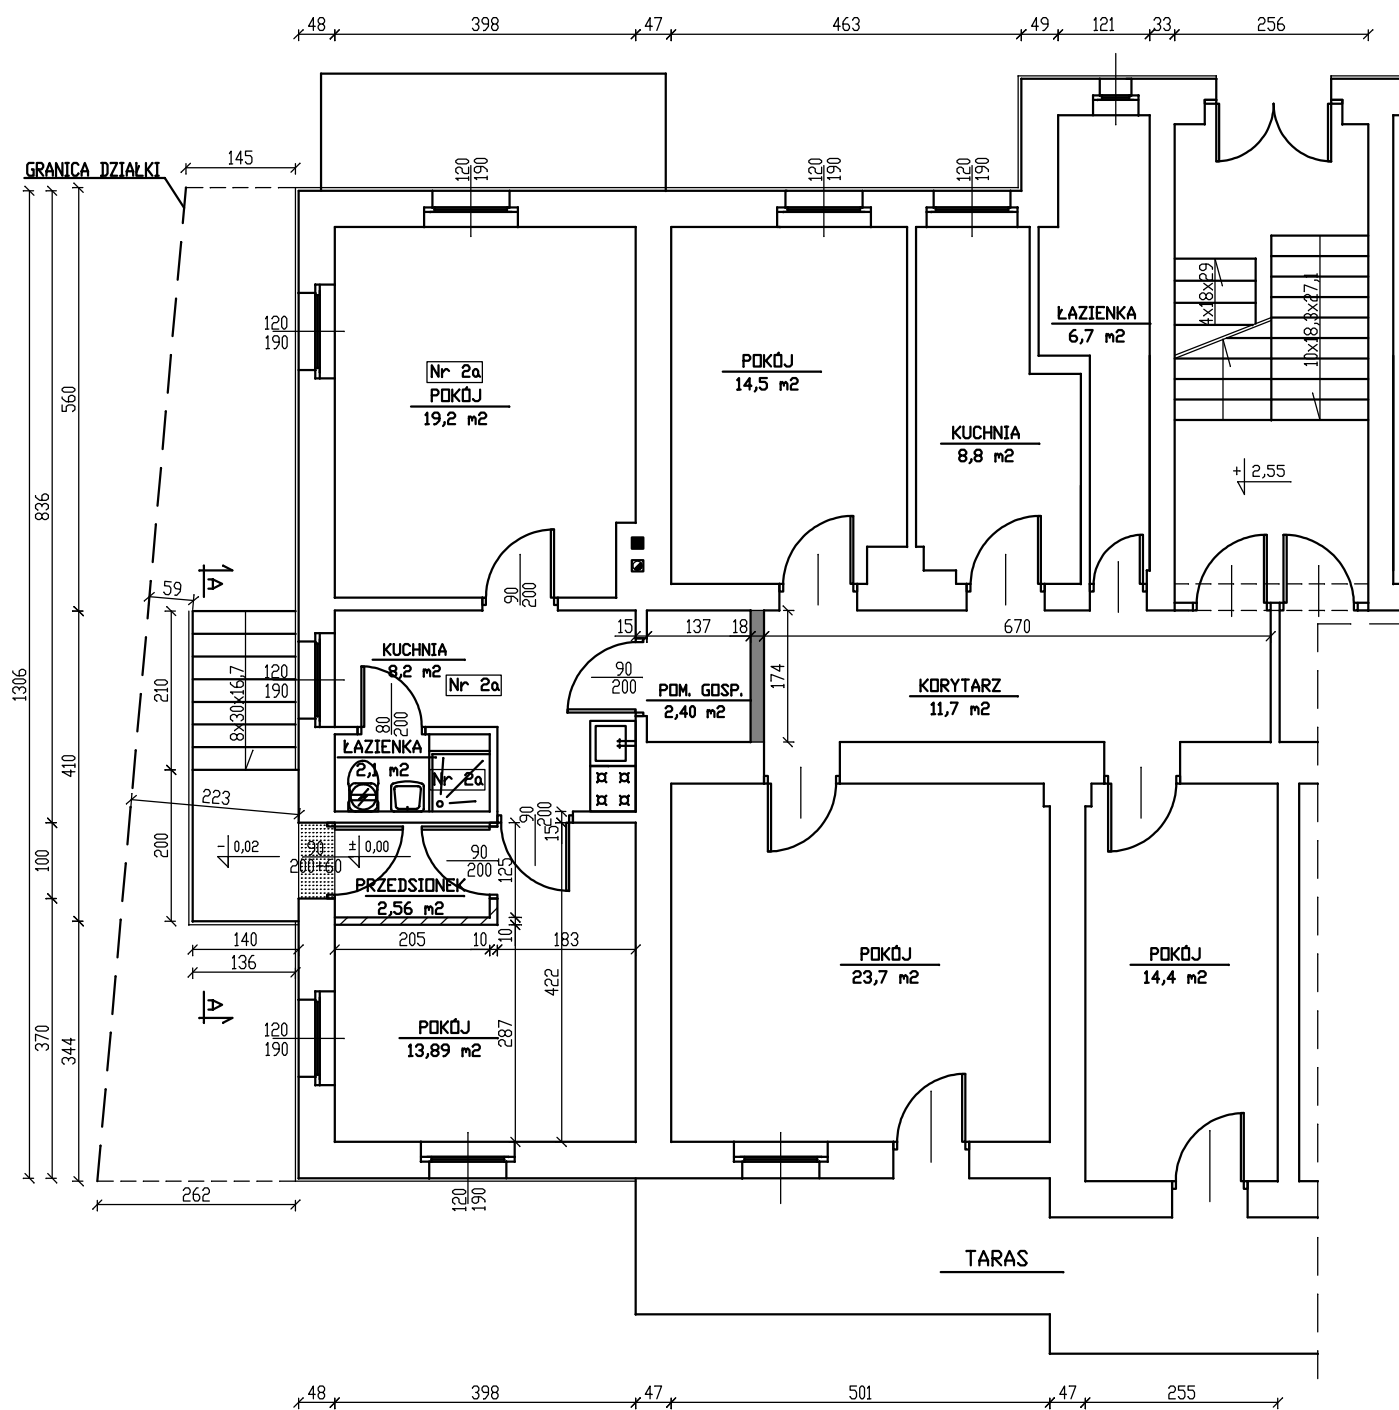 48 398 47 463 49 121 33 256
GRANICA DZIAŁKI
145
120
190
120
190
120
190
120
190
Nr 2a
POKÓJ
19,2 m2
POKÓJ
14,5 m2
KUCHNIA
8,8 m2
ŁAZIENKA
6,7 m2
4x18x29
10x18,3x27,1
+ 2,55
560
836
1306
410
100
370
344
A
59
210
200
8x30x16,7
223
90
200
15 137 18 670
KUCHNIA
8,2 m2
Nr 2a
120
190
90
200
174
POM. GOSP.
2,40 m2
KORYTARZ
11,7 m2
80
200
ŁAZIENKA
2,1 m2
Nr 2a
90
200
15
- 0,02
90
200+60
± 0,00
90
200
125
PRZEDSIONEK
2,56 m2
140
136
205 10 183
10
422
287
A
120
190
POKÓJ
13,89 m2
POKÓJ
23,7 m2
POKÓJ
14,4 m2
262
120
190
TARAS
48 398 47 501 47 255